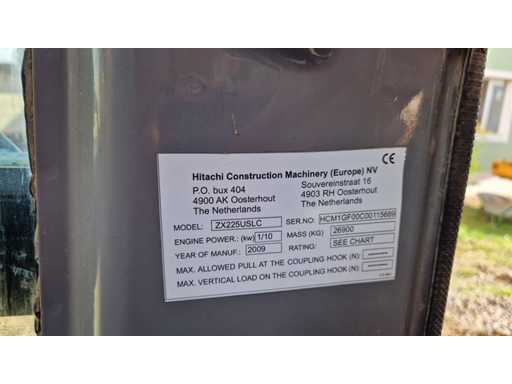 Hitachi Construction Machinery (Europe) NV CE
P.O. bux 404 Souvereinstraat 16
4900 AK Oosterhout 4903 RH Oosterhout
The Netherlands The Netherlands
MODEL: ZX225USLC SER.NO: HCM1GF00C00115689
ENGINE POWER.: (kw) 1/10 MASS (KG) 26900
YEAR OF MANUF.: 2009 RATING: SEE CHART
MAX. ALLOWED PULL AT THE COUPLING HOOK (N):
MAX. VERTICAL LOAD ON THE COUPLING HOOK (N):